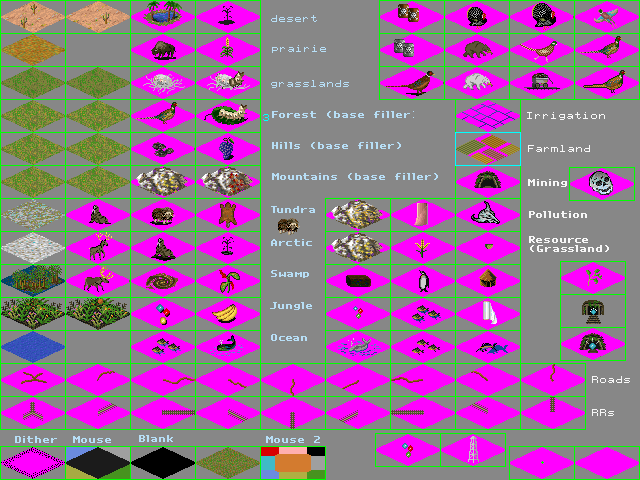 desert
prairie
grasslands
3
Forest (base filler)
Irrigation
Hills (base filler)
Farmland
Mountains (base filler)
Mining
Tundra
Pollution
Arctic
Resource
(Grassland)
Swamp
Jungle
Ocean
Roads
RRs
Dither Mouse Blank Mouse 2